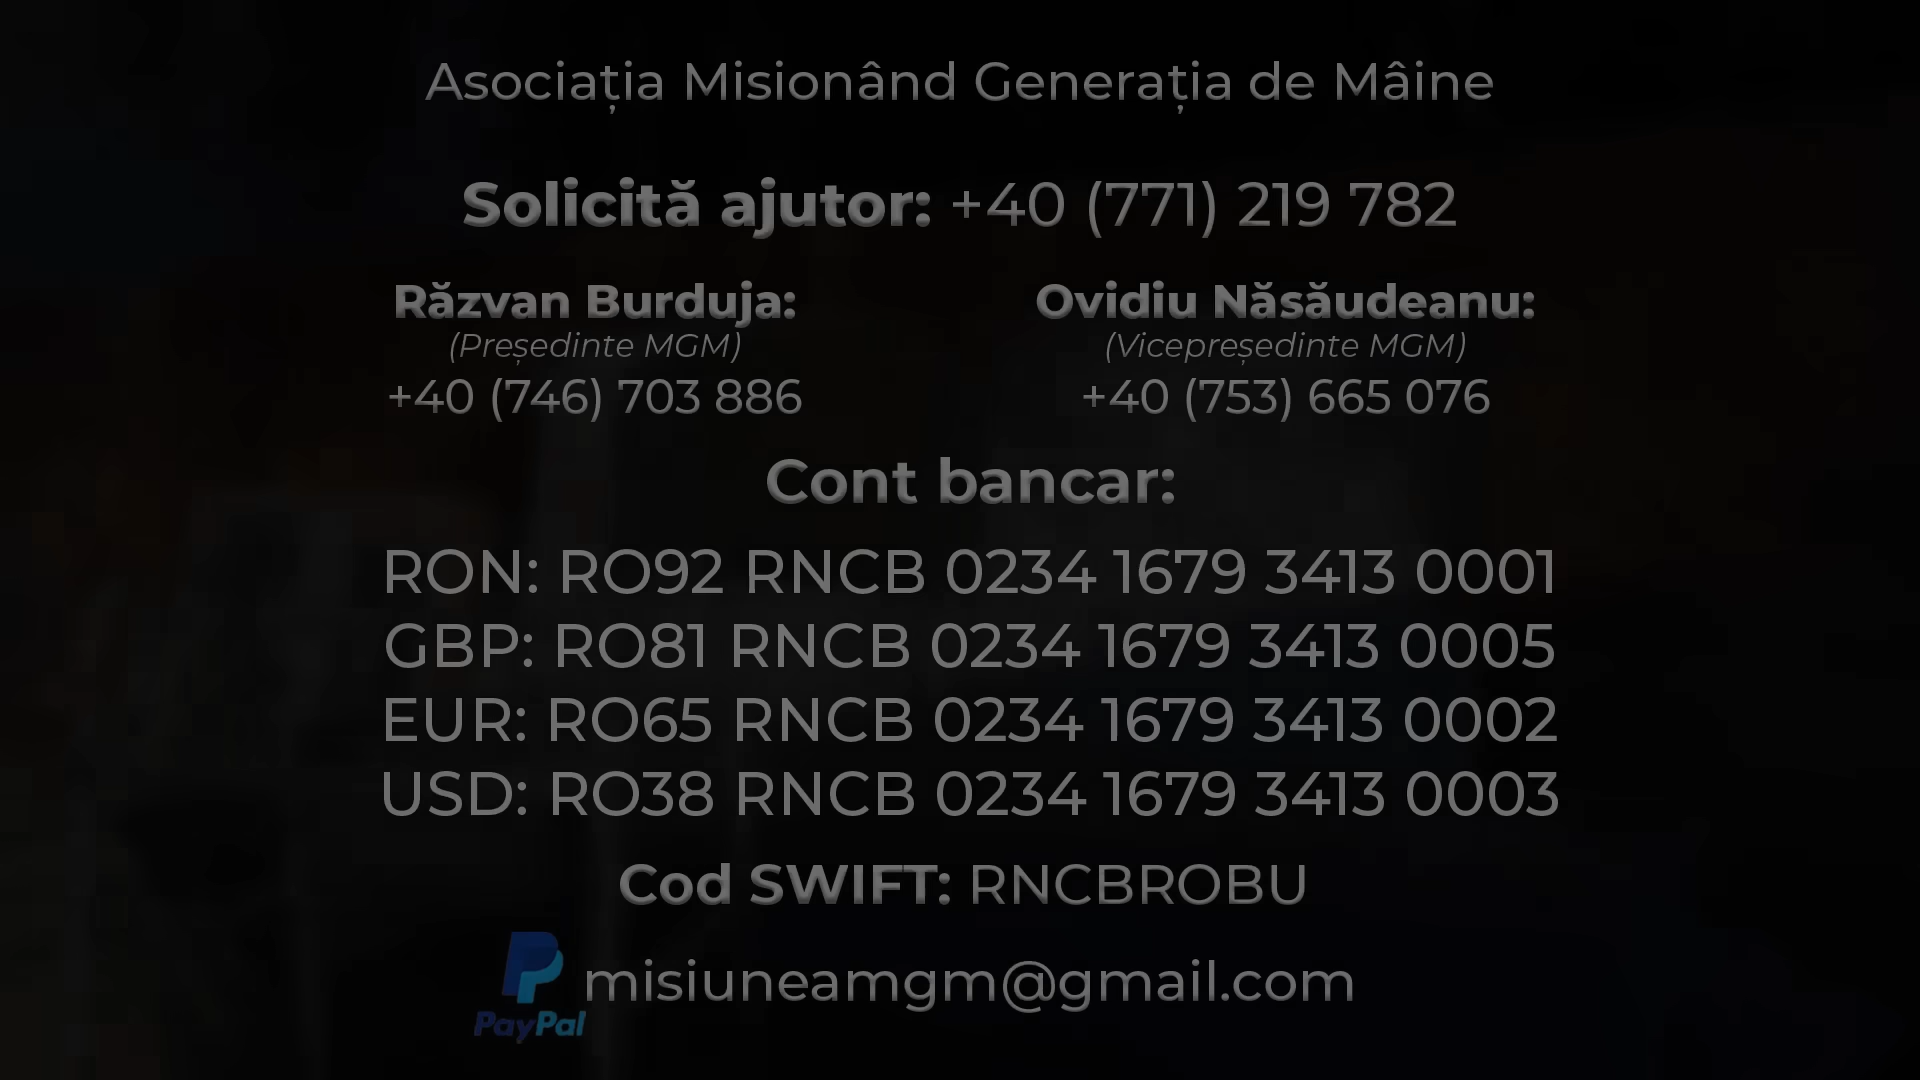 Asociația Misionând Generația de Mâine
Solicită ajutor: +40 (771) 219 782
Răzvan Burduja:
(Președinte MGM)
+40 (746) 703 886
Ovidiu Năsăudeanu:
(Vicepreședinte MGM)
+40 (753) 665 076
Cont bancar:
RON: RO92 RNCB 0234 1679 3413 0001
GBP: RO81 RNCB 0234 1679 3413 0005
EUR: RO65 RNCB 0234 1679 3413 0002
USD: RO38 RNCB 0234 1679 3413 0003
Cod SWIFT: RNCBROBU
misiuneamgm@gmail.com
PayPal